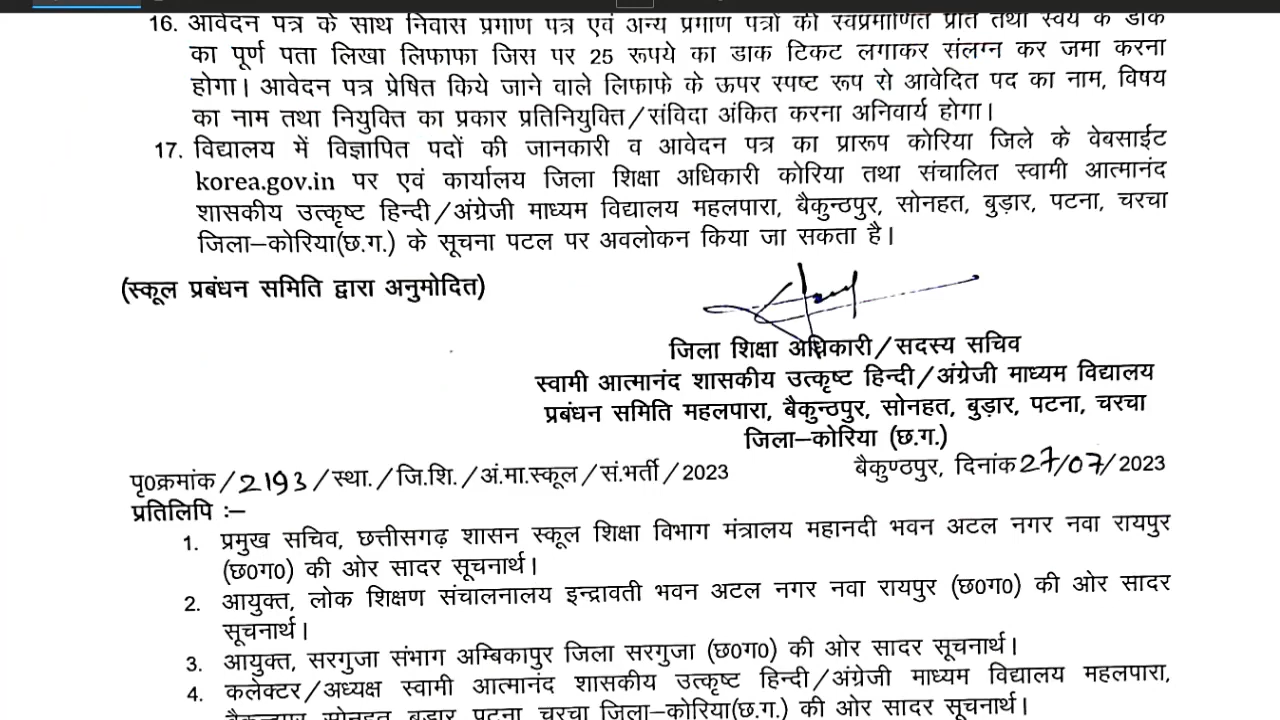 16. आवेदन पत्र के साथ निवास प्रमाण पत्र एवं अन्य प्रमाण पत्रों की स्वप्रमाणित प्रति तथा स्वयं के डाक
का पूर्ण पता लिखा लिफाफा जिस पर 25 रूपये का डाक टिकट लगाकर संलग्न कर जमा करना
होगा। आवेदन पत्र प्रेषित किये जाने वाले लिफाफे के ऊपर स्पष्ट रूप से आवेदित पद का नाम, विषय
का नाम तथा नियुक्ति का प्रकार प्रतिनियुक्ति/संविदा अंकित करना अनिवार्य होगा।
17. विद्यालय में विज्ञापित पदों की जानकारी व आवेदन पत्र का प्रारूप कोरिया जिले के वेबसाईट
korea.gov.in पर एवं कार्यालय जिला शिक्षा अधिकारी कोरिया तथा संचालित स्वामी आत्मानंद
शासकीय उत्कृष्ट हिन्दी/अंग्रेजी माध्यम विद्यालय महलपारा, बैकुन्ठपुर, सोनहत, बुड़ार, पटना, चरचा
जिला–कोरिया(छ.ग.) के सूचना पटल पर अवलोकन किया जा सकता है।
(स्कूल प्रबंधन समिति द्वारा अनुमोदित)
जिला शिक्षा अधिकारी/सदस्य सचिव
स्वामी आत्मानंद शासकीय उत्कृष्ट हिन्दी/अंग्रेजी माध्यम विद्यालय
प्रबंधन समिति महलपारा, बैकुन्ठपुर, सोनहत, बुड़ार, पटना, चरचा
जिला–कोरिया (छ.ग.)
पृ0क्रमांक/2193/स्था./जि.शि./अं.मा.स्कूल/सं.भर्ती/2023 बैकुण्ठपुर, दिनांक 27/07/2023
प्रतिलिपि :–
1. प्रमुख सचिव, छत्तीसगढ़ शासन स्कूल शिक्षा विभाग मंत्रालय महानदी भवन अटल नगर नवा रायपुर
(छ0ग0) की ओर सादर सूचनार्थ।
2. आयुक्त, लोक शिक्षण संचालनालय इन्द्रावती भवन अटल नगर नवा रायपुर (छ0ग0) की ओर सादर
सूचनार्थ।
3. आयुक्त, सरगुजा संभाग अम्बिकापुर जिला सरगुजा (छ0ग0) की ओर सादर सूचनार्थ।
4. कलेक्टर/अध्यक्ष स्वामी आत्मानंद शासकीय उत्कृष्ट हिन्दी/अंग्रेजी माध्यम विद्यालय महलपारा,
बैकुन्ठपुर, सोनहत, बुड़ार, पटना, चरचा जिला–कोरिया(छ.ग.) की ओर सादर सूचनार्थ।